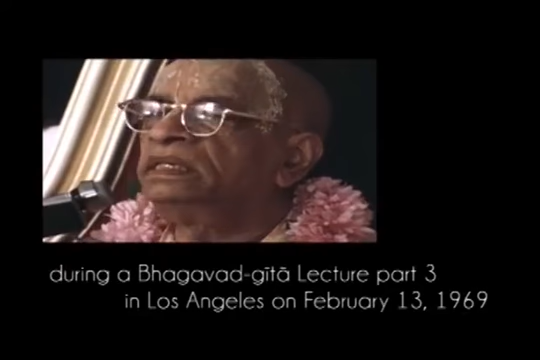 during a Bhagavad-gītā Lecture part 3
in Los Angeles on February 13, 1969